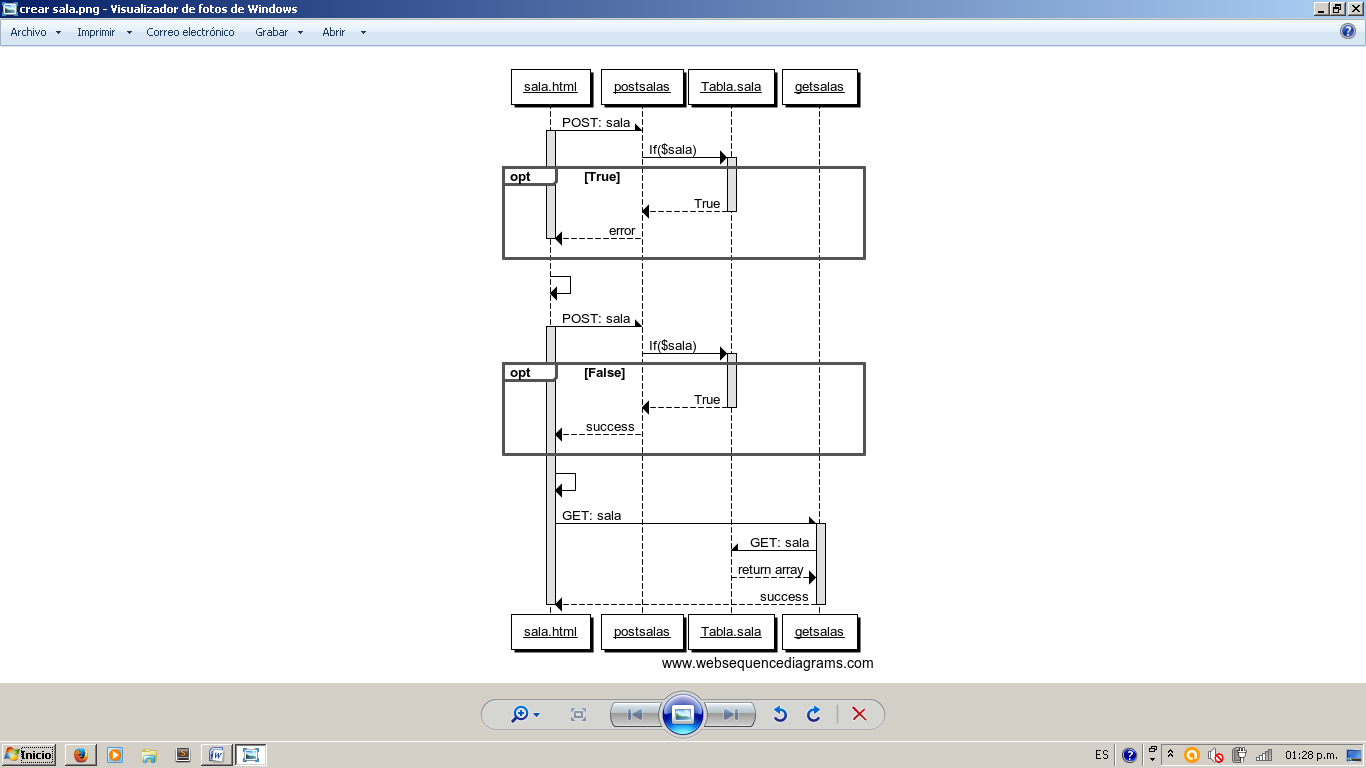 crear sala.png - Visualizador de fotos de Windows
Archivo Imprimir Correo electrónico Grabar Abrir
sala.html postsalas Tabla.sala getsalas
POST: sala
If($sala)
opt [True]
True
error
POST: sala
If($sala)
opt [False]
True
success
GET: sala
GET: sala
return array
success
sala.html postsalas Tabla.sala getsalas
www.websequencediagrams.com
Inicio ES 01:28 p.m.